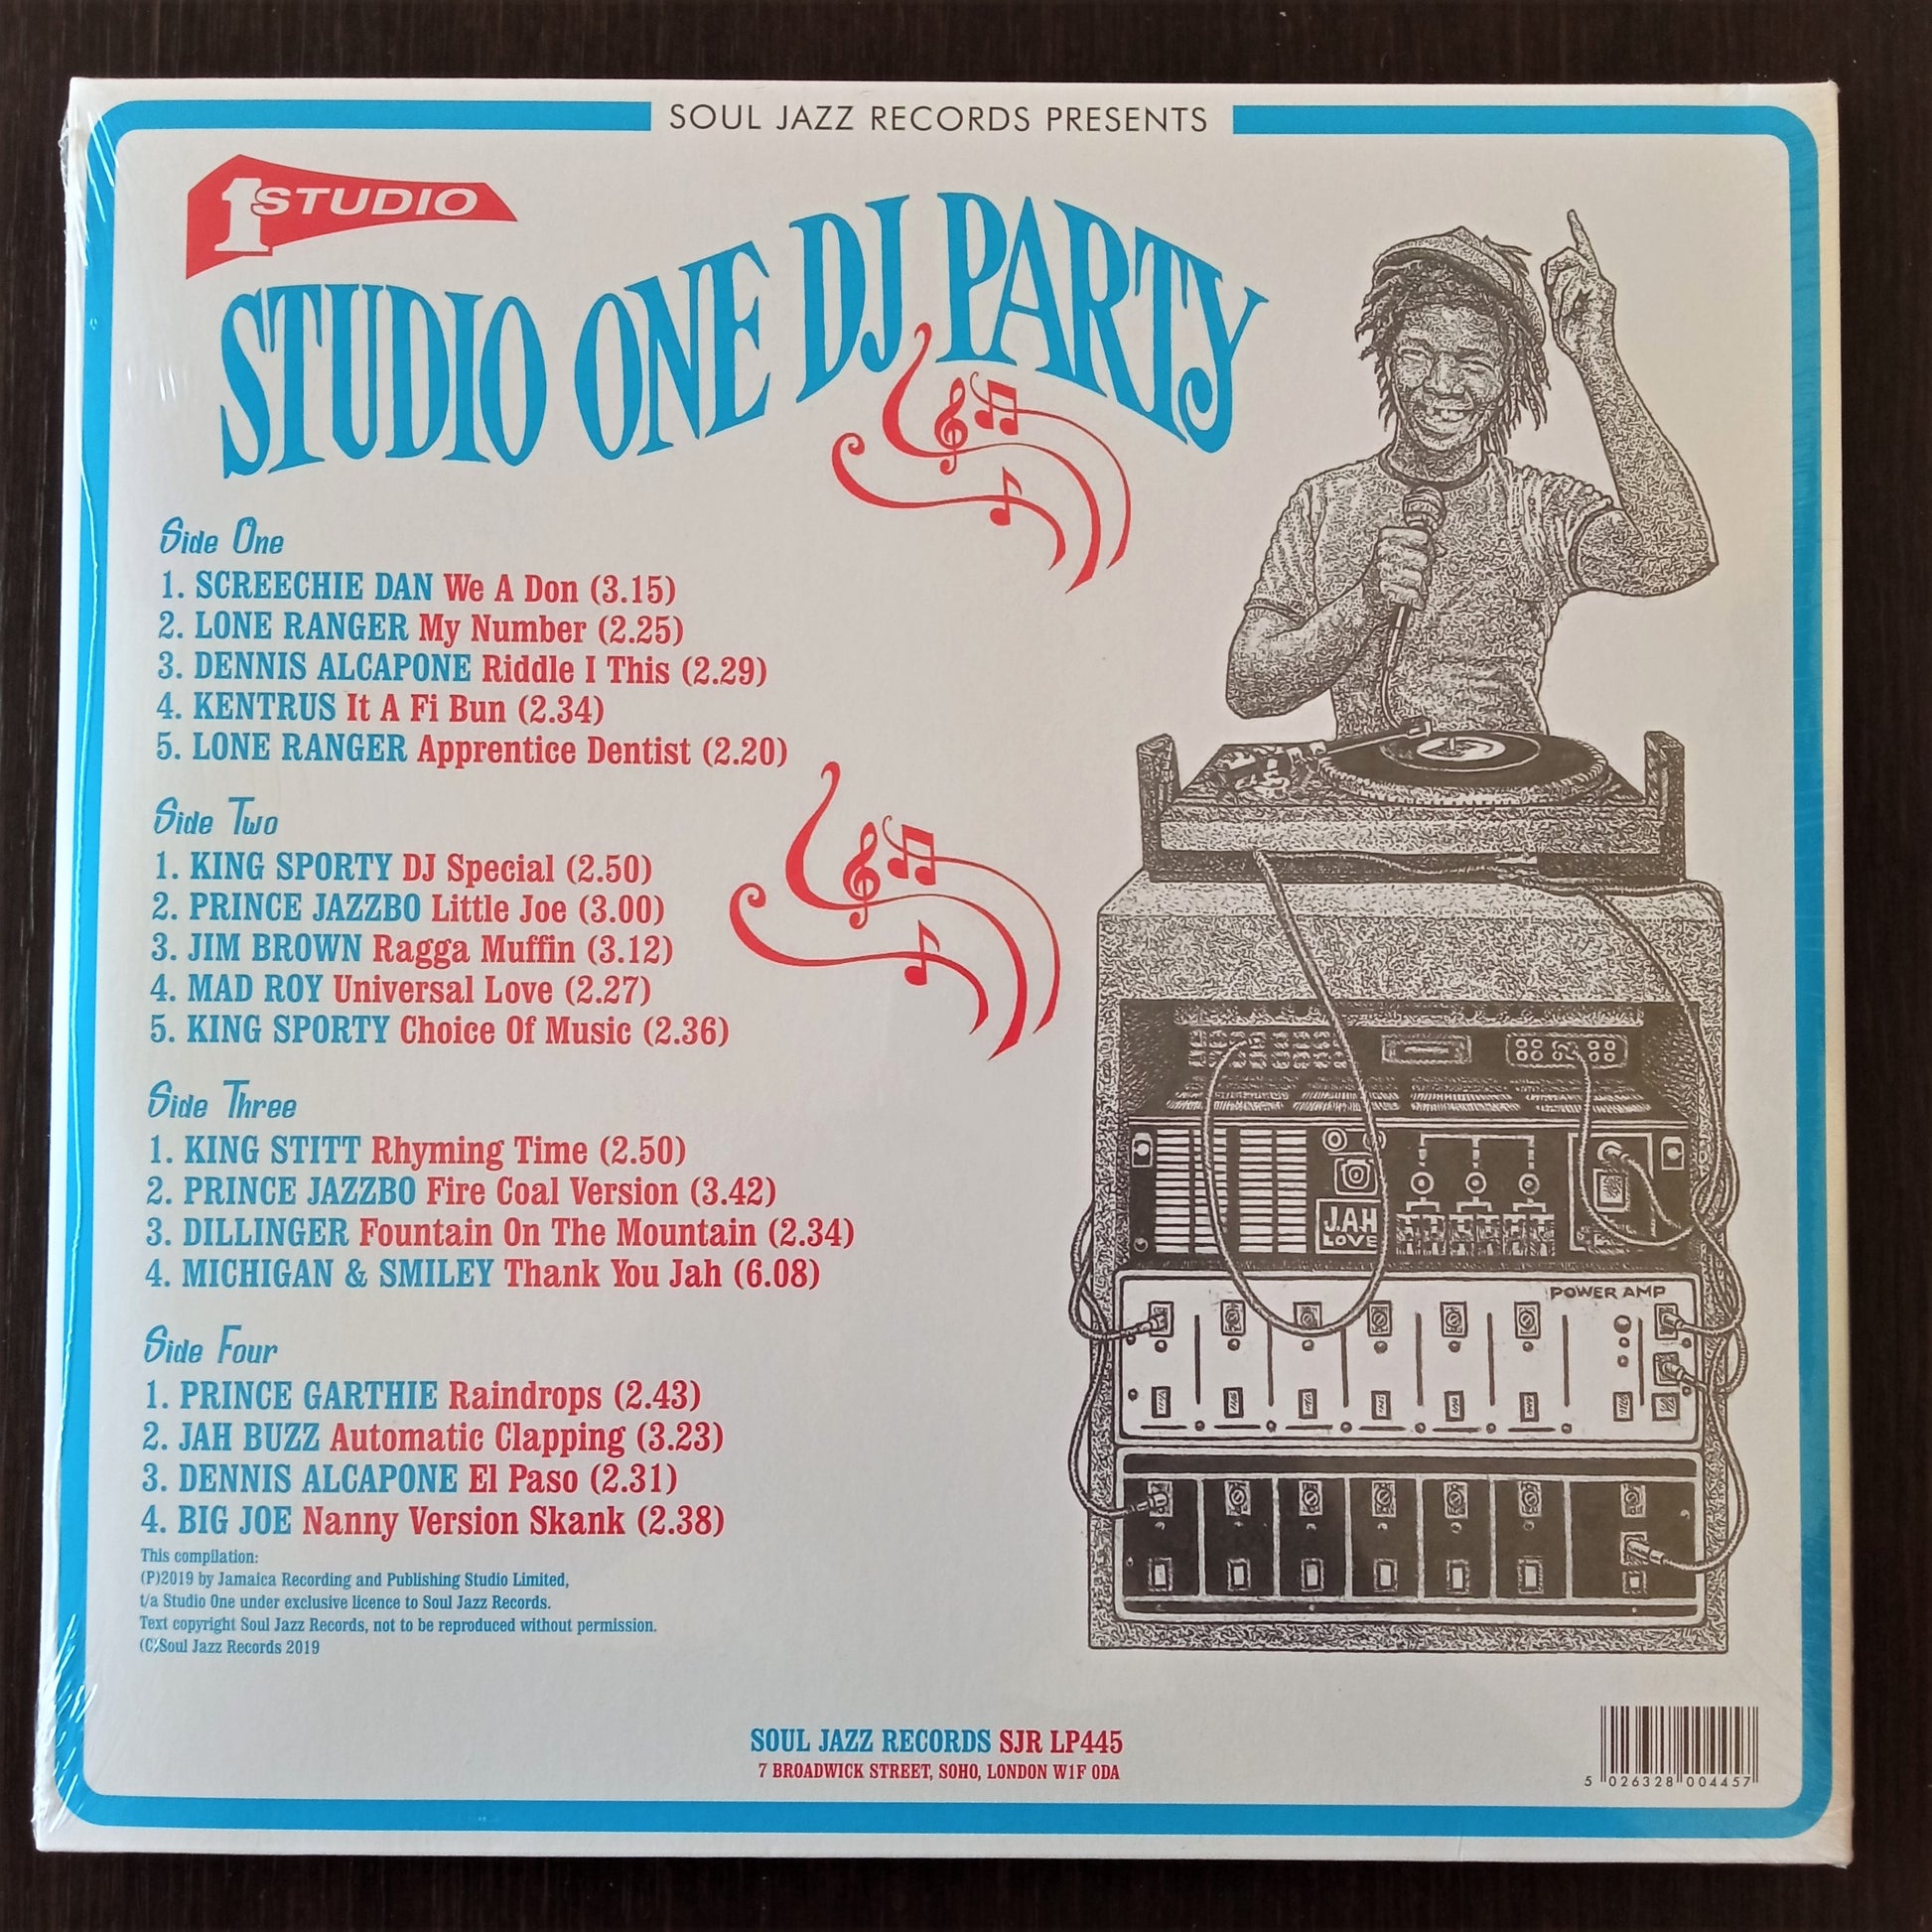 SOUL JAZZ RECORDS PRESENTS
1 STUDIO
STUDIO ONE DJ PARTY
Side One
1. SCREECHIE DAN We A Don (3.15)
2. LONE RANGER My Number (2.25)
3. DENNIS ALCAPONE Riddle I This (2.29)
4. KENTRUS It A Fi Bun (2.34)
5. LONE RANGER Apprentice Dentist (2.20)
Side Two
1. KING SPORTY DJ Special (2.50)
2. PRINCE JAZZBO Little Joe (3.00)
3. JIM BROWN Ragga Muffin (3.12)
4. MAD ROY Universal Love (2.27)
5. KING SPORTY Choice Of Music (2.36)
Side Three
1. KING STITT Rhyming Time (2.50)
2. PRINCE JAZZBO Fire Coal Version (3.42)
3. DILLINGER Fountain On The Mountain (2.34)
4. MICHIGAN & SMILEY Thank You Jah (6.08)
Side Four
1. PRINCE GARTHIE Raindrops (2.43)
2. JAH BUZZ Automatic Clapping (3.23)
3. DENNIS ALCAPONE El Paso (2.31)
4. BIG JOE Nanny Version Skank (2.38)
This compilation:
(P)2019 by Jamaica Recording and Publishing Studio Limited,
t/a Studio One under exclusive licence to Soul Jazz Records.
Text copyright Soul Jazz Records, not to be reproduced without permission.
(C)Soul Jazz Records 2019
JAH
LOVE
POWER AMP
SOUL JAZZ RECORDS SJR LP445
7 BROADWICK STREET, SOHO, LONDON W1F 0DA
5 026328 004457